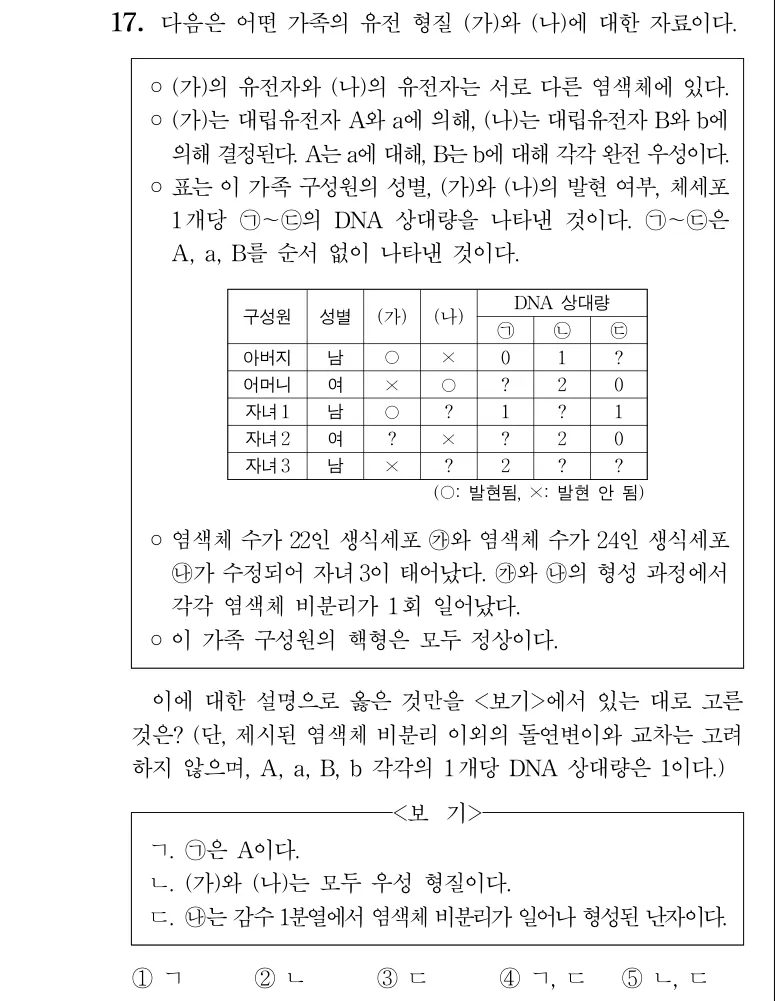 17. 다음은 어떤 가족의 유전 형질 (가)와 (나)에 대한 자료이다.
○ (가)의 유전자와 (나)의 유전자는 서로 다른 염색체에 있다.
○ (가)는 대립유전자 A와 a에 의해, (나)는 대립유전자 B와 b에
의해 결정된다. A는 a에 대해, B는 b에 대해 각각 완전 우성이다.
○ 표는 이 가족 구성원의 성별, (가)와 (나)의 발현 여부, 체세포
1개당 ㉠~㉢의 DNA 상대량을 나타낸 것이다. ㉠~㉢은
A, a, B를 순서 없이 나타낸 것이다.
구성원 성별 (가) (나) DNA 상대량
㉠ ㉡ ㉢
아버지 남 ○ × 0 1 ?
어머니 여 × ○ ? 2 0
자녀 1 남 ○ ? 1 ? 1
자녀 2 여 ? × ? 2 0
자녀 3 남 × ? 2 ? ?
(○: 발현됨, ×: 발현 안 됨)
○ 염색체 수가 22인 생식세포 ㉮와 염색체 수가 24인 생식세포
㉯가 수정되어 자녀 3이 태어났다. ㉮와 ㉯의 형성 과정에서
각각 염색체 비분리가 1회 일어났다.
○ 이 가족 구성원의 핵형은 모두 정상이다.
이에 대한 설명으로 옳은 것만을 <보기>에서 있는 대로 고른
것은? (단, 제시된 염색체 비분리 이외의 돌연변이와 교차는 고려
하지 않으며, A, a, B, b 각각의 1개당 DNA 상대량은 1이다.)
<보 기>
ㄱ. ㉠은 A이다.
ㄴ. (가)와 (나)는 모두 우성 형질이다.
ㄷ. ㉯는 감수 1분열에서 염색체 비분리가 일어나 형성된 난자이다.
① ㄱ ② ㄴ ③ ㄷ ④ ㄱ, ㄷ ⑤ ㄴ, ㄷ